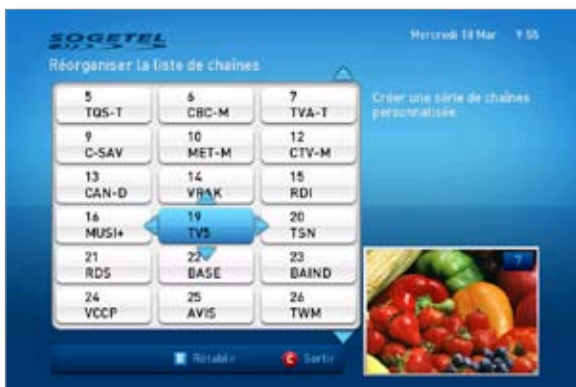 SOGETEL
Mercredi 18 Mar 9:55
Réorganiser la liste de chaînes
Créer une série de chaînes
personnalisée
5 6 7
TQS-T CBC-M TVA-T
9 10 12
C-SAV MET-M CTV-M
13 14 15
CAN-D VRAK RDI
16 19 20
MUSI+ TV5 TSN
21 22 23
RDS BASE BAIND
24 25 26
VCCP AVIS TWM
7
Rétablir
C Sortir